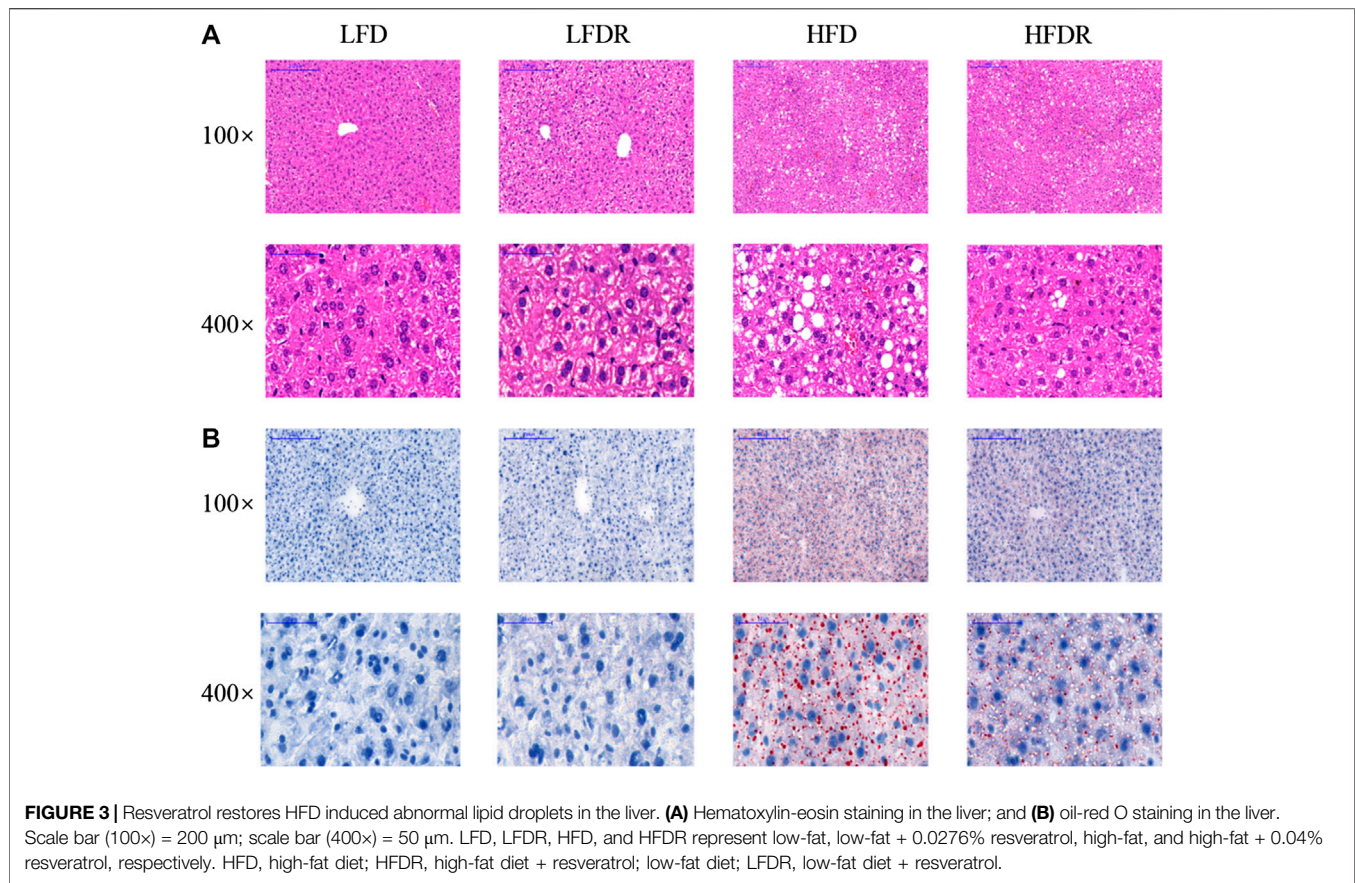 A LFD LFDR HFD HFDR
100×
400×
B
100×
400×
FIGURE 3 | Resveratrol restores HFD induced abnormal lipid droplets in the liver. (A) Hematoxylin-eosin staining in the liver; and (B) oil-red O staining in the liver.
Scale bar (100×) = 200 μm; scale bar (400×) = 50 μm. LFD, LFDR, HFD, and HFDR represent low-fat, low-fat + 0.0276% resveratrol, high-fat, and high-fat + 0.04%
resveratrol, respectively. HFD, high-fat diet; HFDR, high-fat diet + resveratrol; low-fat diet; LFDR, low-fat diet + resveratrol.